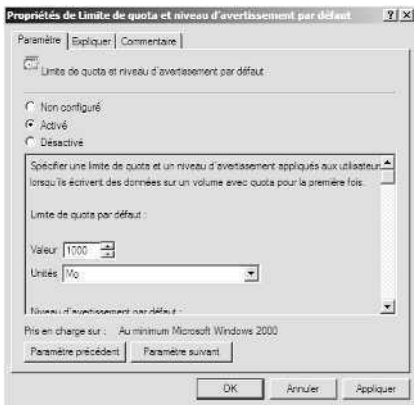 Propriétés de Limite de quota et niveau d'avertissement par défaut
Paramètre Expliquer Commentaire
Limite de quota et niveau d'avertissement par défaut
Non configuré
Activé
Désactivé
Spécifier une limite de quota et un niveau d'avertissement appliqués aux utilisateur
lorsqu'ils écrivent des données sur un volume avec quota pour la première fois.
Limite de quota par défaut :
Valeur 1000
Unités Mo
Niveau d'avertissement par défaut :
Pris en charge sur : Au minimum Microsoft Windows 2000
Paramètre précédent Paramètre suivant
OK Annuler Appliquer